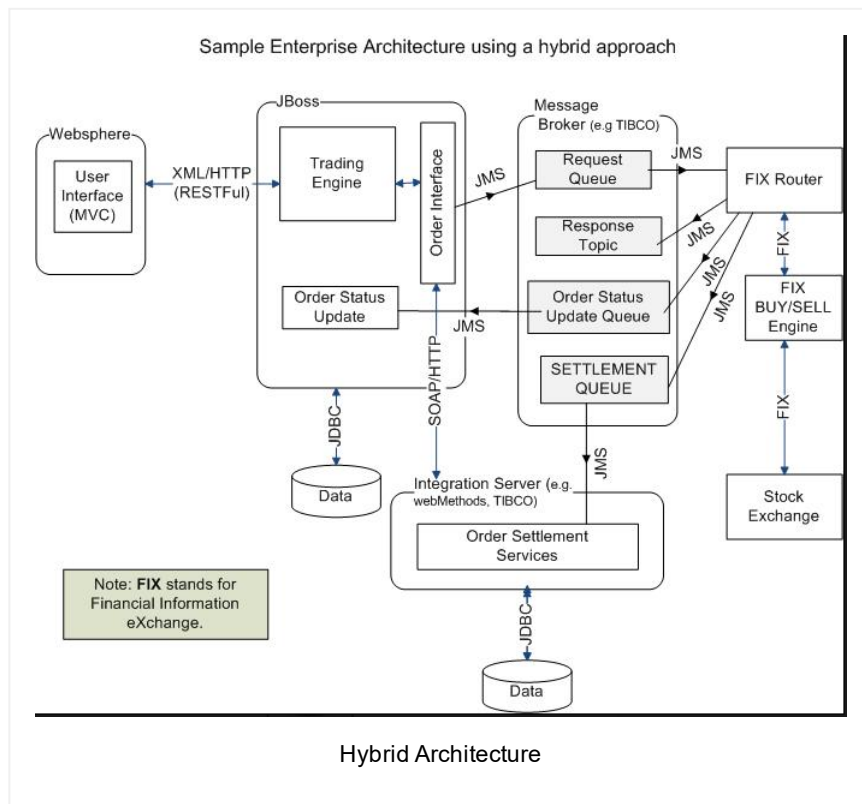 Sample Enterprise Architecture using a hybrid approach
Websphere
User
Interface
(MVC)
XML/HTTP
(RESTFul)
JBoss
Trading
Engine
Order Interface
Order Status
Update
JMS
Message
Broker (e.g TIBCO)
Request
Queue
Response
Topic
Order Status
Update Queue
SETTLEMENT
QUEUE
JMS
JMS
JMS
JMS
JMS
FIX Router
FIX
FIX
BUY/SELL
Engine
FIX
Stock
Exchange
JDBC
Data
SOAP/HTTP
JMS
Integration Server (e.g.
webMethods, TIBCO)
Order Settlement
Services
JDBC
Data
Note: FIX stands for
Financial Information
eXchange.
Hybrid Architecture